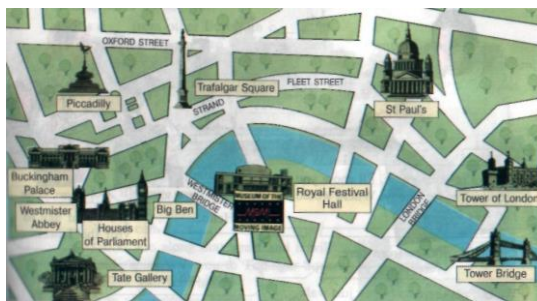 OXFORD STREET
Piccadilly
Trafalgar Square
STRAND
FLEET STREET
St Paul's
Buckingham
Palace
Westmister
Abbey
Houses
of Parliament
Big Ben
WESTMINSTER
BRIDGE
MUSEUM OF THE
MOVING IMAGE
Royal Festival
Hall
LONDON
BRIDGE
Tower of London
Tower Bridge
Tate Gallery